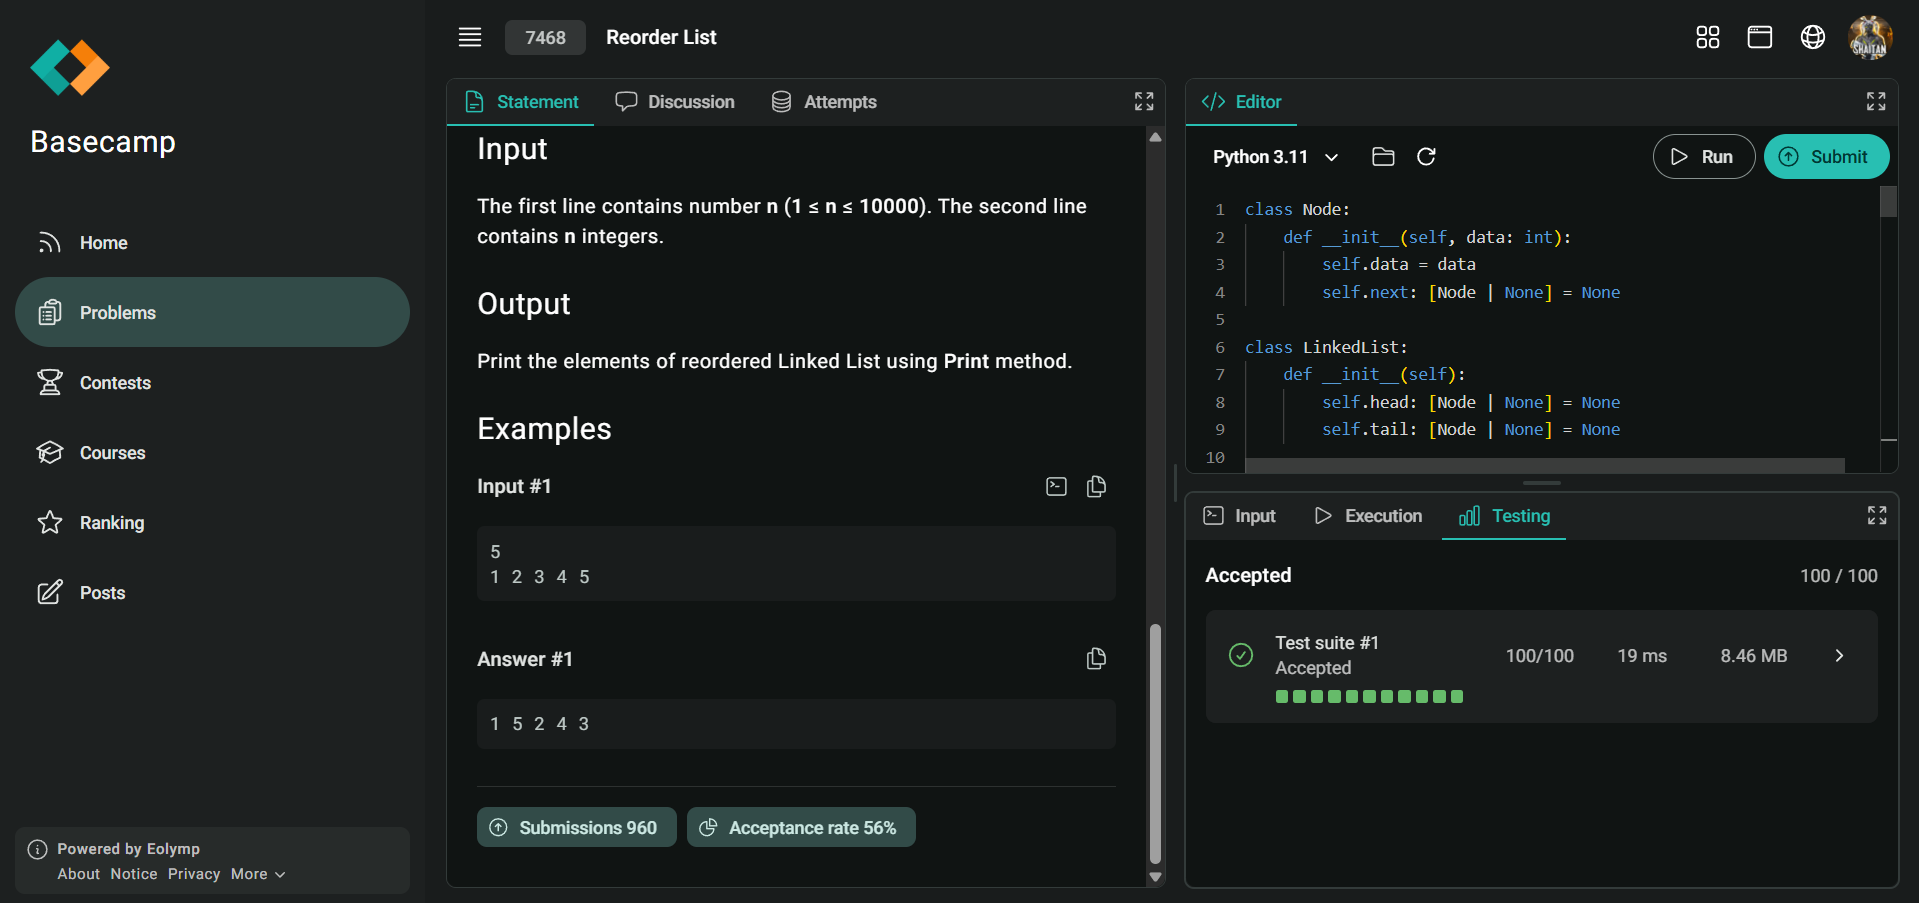 Basecamp
Home
Problems
Contests
Courses
Ranking
Posts
Powered by Eolymp
About Notice Privacy More
7468 Reorder List
SHAITAN
Statement Discussion Attempts
Input
The first line contains number n (1 ≤ n ≤ 10000). The second line
contains n integers.
Output
Print the elements of reordered Linked List using Print method.
Examples
Input #1
5
1 2 3 4 5
Answer #1
1 5 2 4 3
Submissions 960 Acceptance rate 56%
</> Editor
Python 3.11 Run Submit
1 class Node:
2 def __init__(self, data: int):
3 self.data = data
4 self.next: [Node | None] = None
5
6 class LinkedList:
7 def __init__(self):
8 self.head: [Node | None] = None
9 self.tail: [Node | None] = None
10
Input Execution Testing
Accepted 100 / 100
Test suite #1
Accepted
100/100 19 ms 8.46 MB